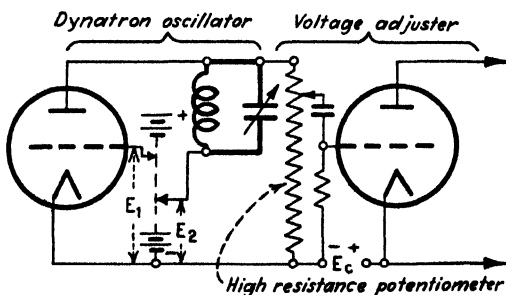 Dynatron oscillator
Voltage adjuster
+
E1
E2
−
− +
Ec
High resistance potentiometer